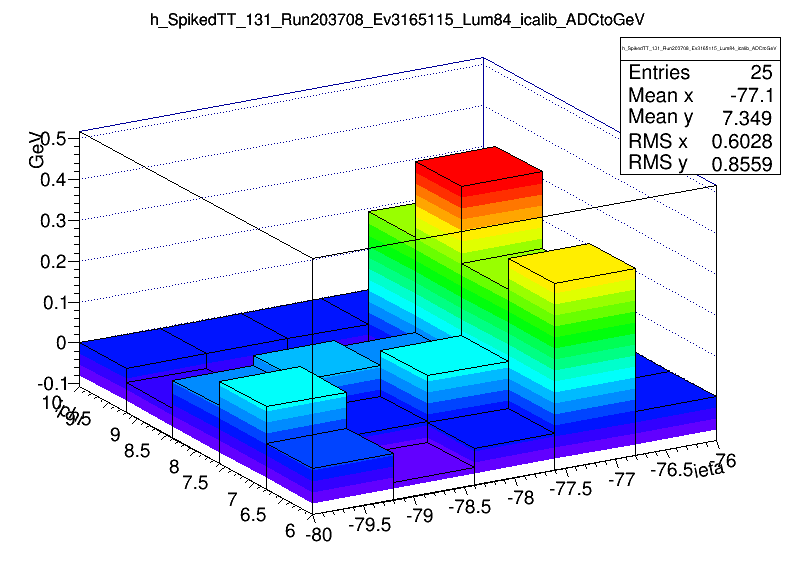 h_SpikedTT_131_Run203708_Ev3165115_Lum84_icalib_ADCtoGeV
h_SpikedTT_131_Run203708_Ev3165115_Lum84_icalib_ADCtoGeV
Entries 25
Mean x -77.1
Mean y 7.349
RMS x 0.6028
RMS y 0.8559
GeV
0.5
0.4
0.3
0.2
0.1
0
-0.1
10
9.5
9
8.5
8
7.5
7
6.5
6
iphi
-80
-79.5
-79
-78.5
-78
-77.5
-77
-76.5
-76
ieta